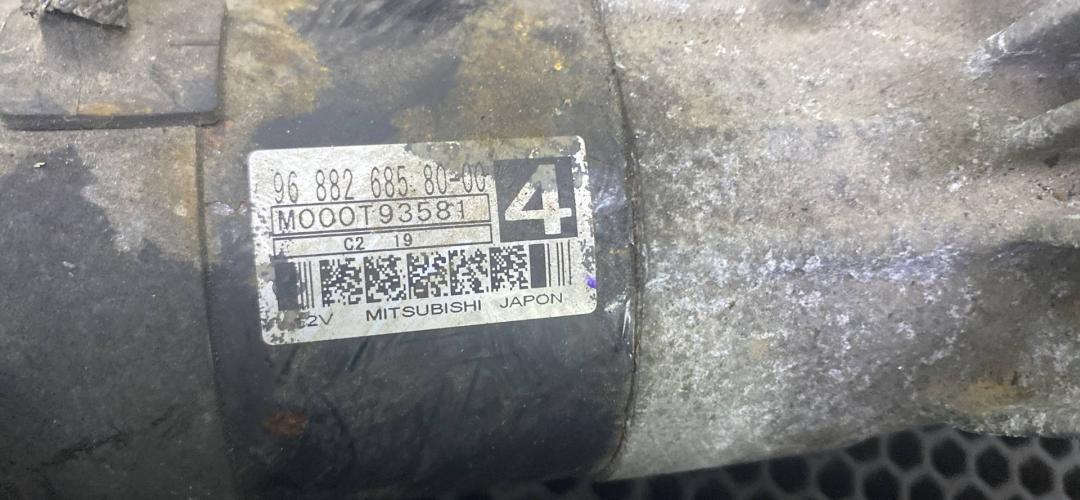 96 882 685 80-00
4
M000T93581
C2 19
MITSUBISHI JAPON